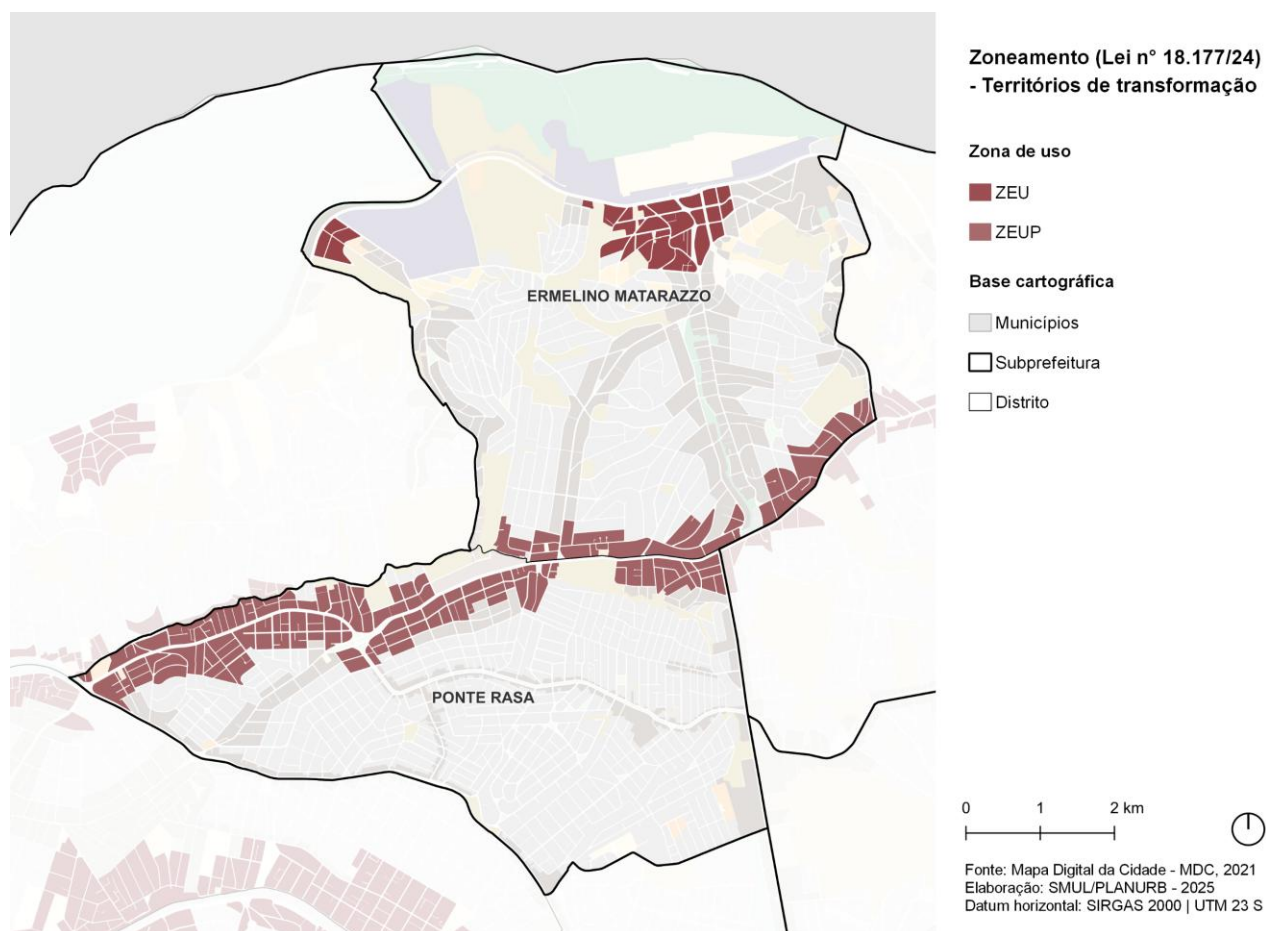 Zoneamento (Lei n° 18.177/24)
- Territórios de transformação
Zona de uso
ZEU
ZEUP
Base cartográfica
Municípios
Subprefeitura
Distrito
ERMELINO MATARAZZO
PONTE RASA
0 1 2 km
Fonte: Mapa Digital da Cidade - MDC, 2021
Elaboração: SMUL/PLANURB - 2025
Datum horizontal: SIRGAS 2000 | UTM 23 S